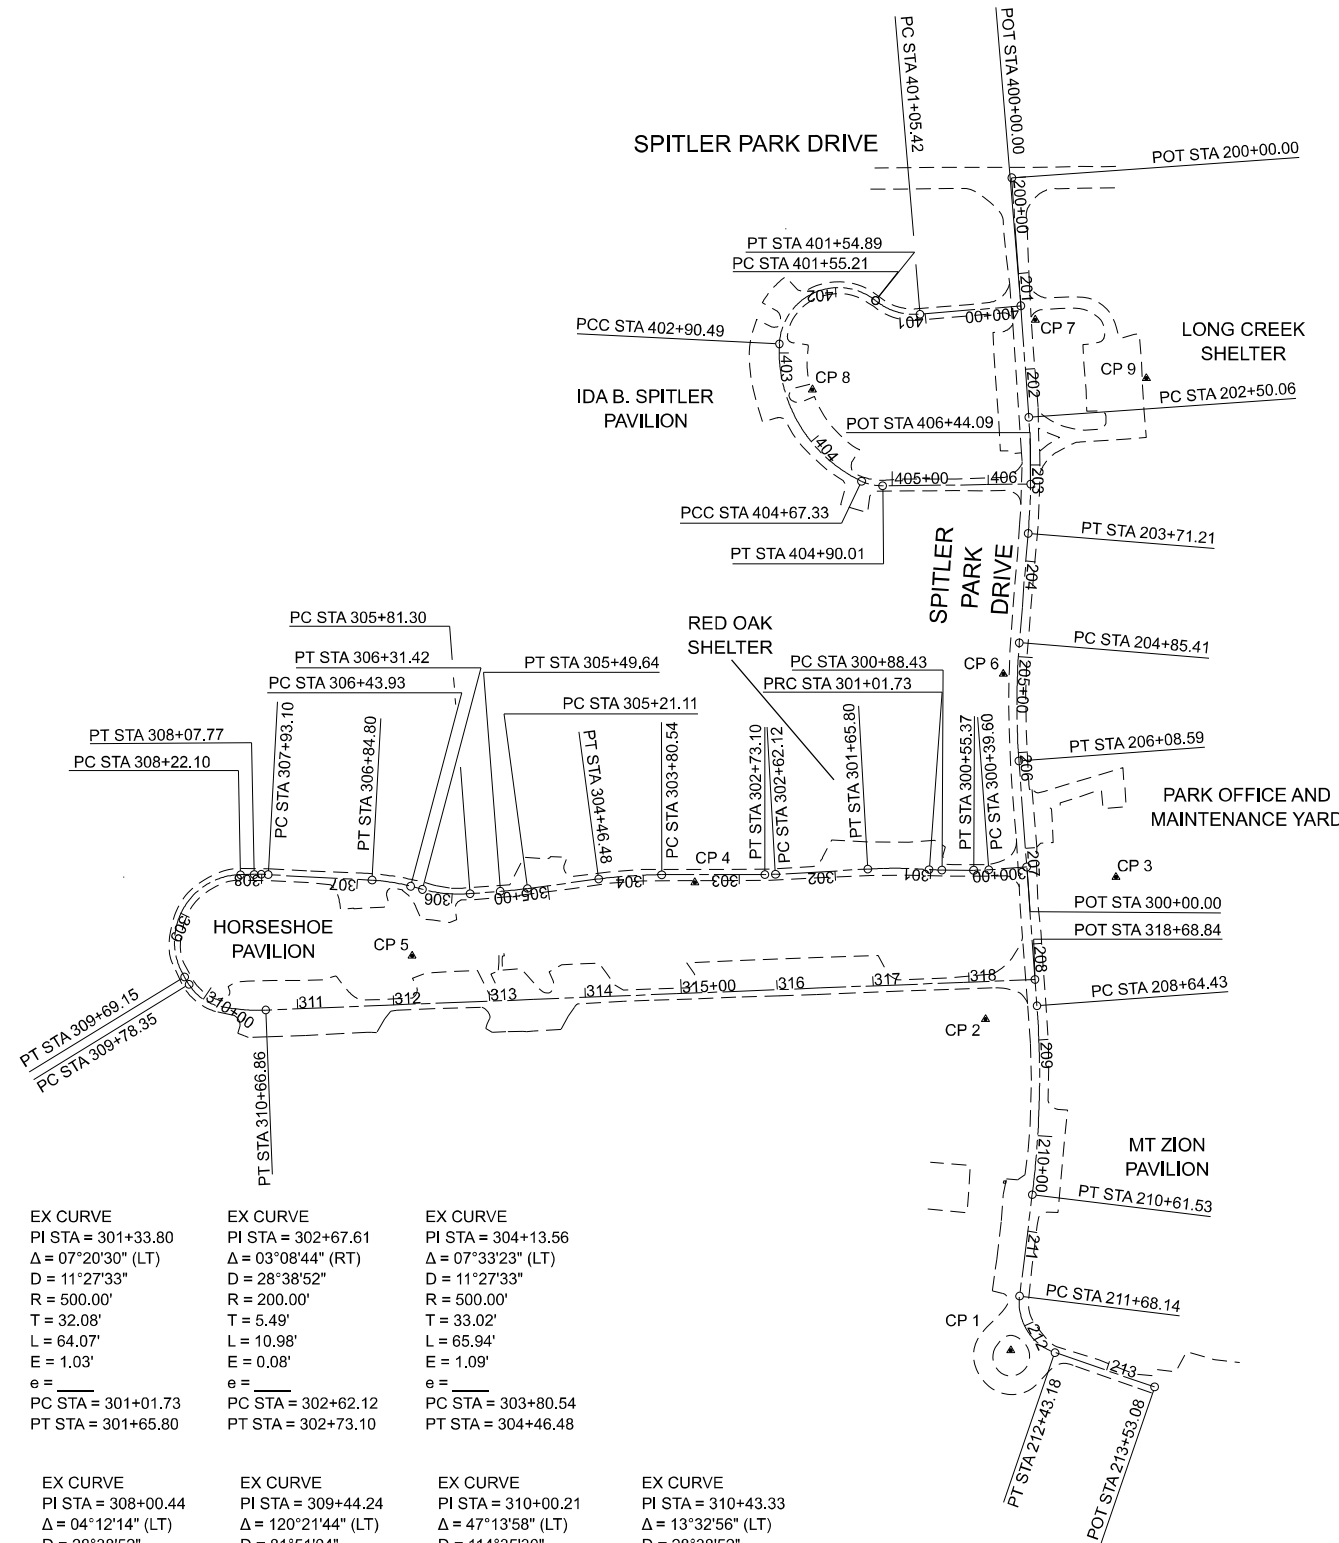 PC STA 401+05.42
POT STA 400+00.00
SPITLER PARK DRIVE
POT STA 200+00.00
200+00
PT STA 401+54.89
PC STA 401+55.21
201
402
401
400+00
CP 7
PCC STA 402+90.49
LONG CREEK
SHELTER
403
CP 8
CP 9
202
IDA B. SPITLER
PAVILION
PC STA 202+50.06
POT STA 406+44.09
404
405+00
406
203
PCC STA 404+67.33
PT STA 404+90.01
PT STA 203+71.21
SPITLER
PARK
DRIVE
204
PC STA 305+81.30
RED OAK
SHELTER
PC STA 204+85.41
PT STA 306+31.42
PT STA 305+49.64
PC STA 300+88.43
CP 6
PC STA 306+43.93
PRC STA 301+01.73
205+00
PC STA 305+21.11
PT STA 308+07.77
PC STA 308+22.10
PC STA 307+93.10
PT STA 306+84.80
PT STA 304+46.48
PC STA 303+80.54
PT STA 302+73.10
PC STA 302+62.12
PT STA 301+65.80
PT STA 300+55.37
PC STA 300+39.60
PT STA 206+08.59
206
PARK OFFICE AND
MAINTENANCE YARD
CP 4
CP 3
207
308
307
306
305+00
304
303
302
301
300+00
POT STA 300+00.00
309
HORSESHOE
PAVILION
CP 5
POT STA 318+68.84
208
310+00
311
312
313
314
315+00
316
317
318
PC STA 208+64.43
PT STA 309+69.15
PC STA 309+78.35
CP 2
209
PT STA 310+66.86
MT ZION
PAVILION
210+00
PT STA 210+61.53
211
PC STA 211+68.14
CP 1
212
213
PT STA 212+43.18
POT STA 213+53.08
EX CURVE
PI STA = 301+33.80
Δ = 07°20'30" (LT)
D = 11°27'33"
R = 500.00'
T = 32.08'
L = 64.07'
E = 1.03'
e = ____
PC STA = 301+01.73
PT STA = 301+65.80
EX CURVE
PI STA = 302+67.61
Δ = 03°08'44" (RT)
D = 28°38'52"
R = 200.00'
T = 5.49'
L = 10.98'
E = 0.08'
e = ____
PC STA = 302+62.12
PT STA = 302+73.10
EX CURVE
PI STA = 304+13.56
Δ = 07°33'23" (LT)
D = 11°27'33"
R = 500.00'
T = 33.02'
L = 65.94'
E = 1.09'
e = ____
PC STA = 303+80.54
PT STA = 304+46.48
EX CURVE
PI STA = 308+00.44
Δ = 04°12'14" (LT)
D = 28°38'52"
EX CURVE
PI STA = 309+44.24
Δ = 120°21'44" (LT)
D = 81°51'04"
EX CURVE
PI STA = 310+00.21
Δ = 47°13'58" (LT)
D = 114°35'30"
EX CURVE
PI STA = 310+43.33
Δ = 13°32'56" (LT)
D = 28°38'52"